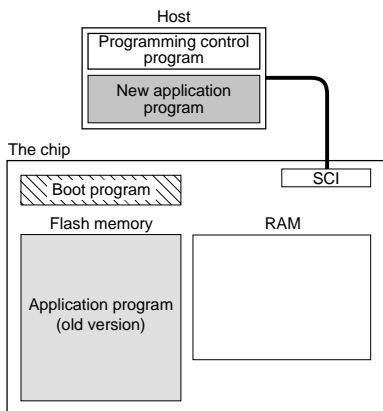 Host
Programming control
program
New application
program
The chip
SCI
Boot program
Flash memory
RAM
Application program
(old version)